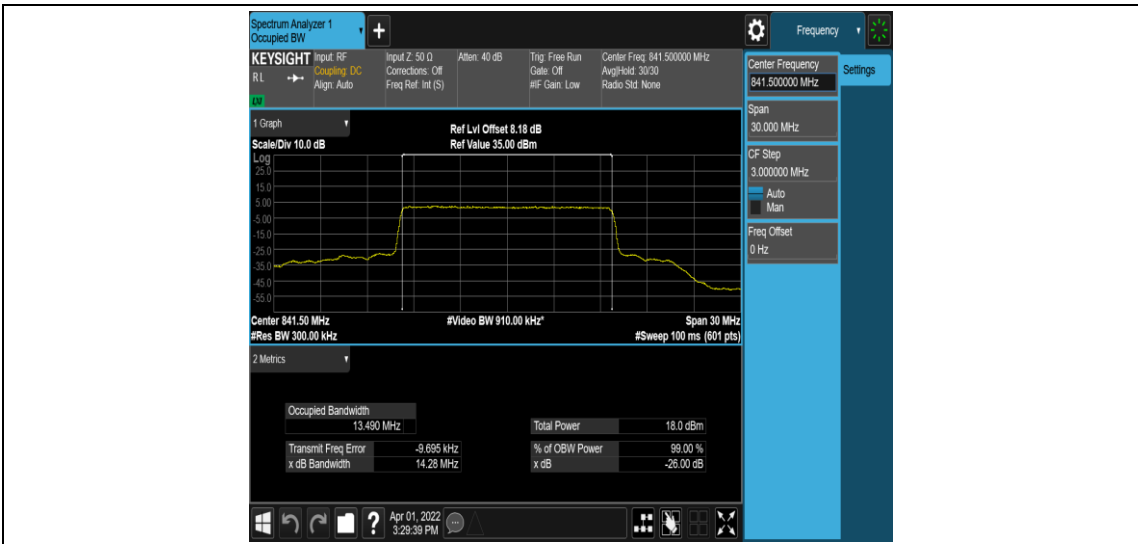 Spectrum Analyzer 1
Occupied BW
+
Frequency
KEYSIGHT
RL
LXI
Input: RF
Coupling: DC
Align: Auto
Input Z: 50 Ω
Corrections: Off
Freq Ref: Int (S)
Atten: 40 dB
Trig: Free Run
Gate: Off
#IF Gain: Low
Center Freq: 841.500000 MHz
Avg|Hold: 30/30
Radio Std: None
Center Frequency
841.500000 MHz
Settings
Span
30.000 MHz
CF Step
3.000000 MHz
Auto
Man
Freq Offset
0 Hz
1 Graph
Scale/Div 10.0 dB
Ref Lvl Offset 8.18 dB
Ref Value 35.00 dBm
Log
25.0
15.0
5.00
-5.00
-15.0
-25.0
-35.0
-45.0
-55.0
Center 841.50 MHz
#Video BW 910.00 kHz*
Span 30 MHz
#Res BW 300.00 kHz
#Sweep 100 ms (601 pts)
2 Metrics
Occupied Bandwidth
13.490 MHz
Total Power 18.0 dBm
Transmit Freq Error -9.695 kHz
% of OBW Power 99.00 %
x dB Bandwidth 14.28 MHz
x dB -26.00 dB
?
Apr 01, 2022
3:29:39 PM